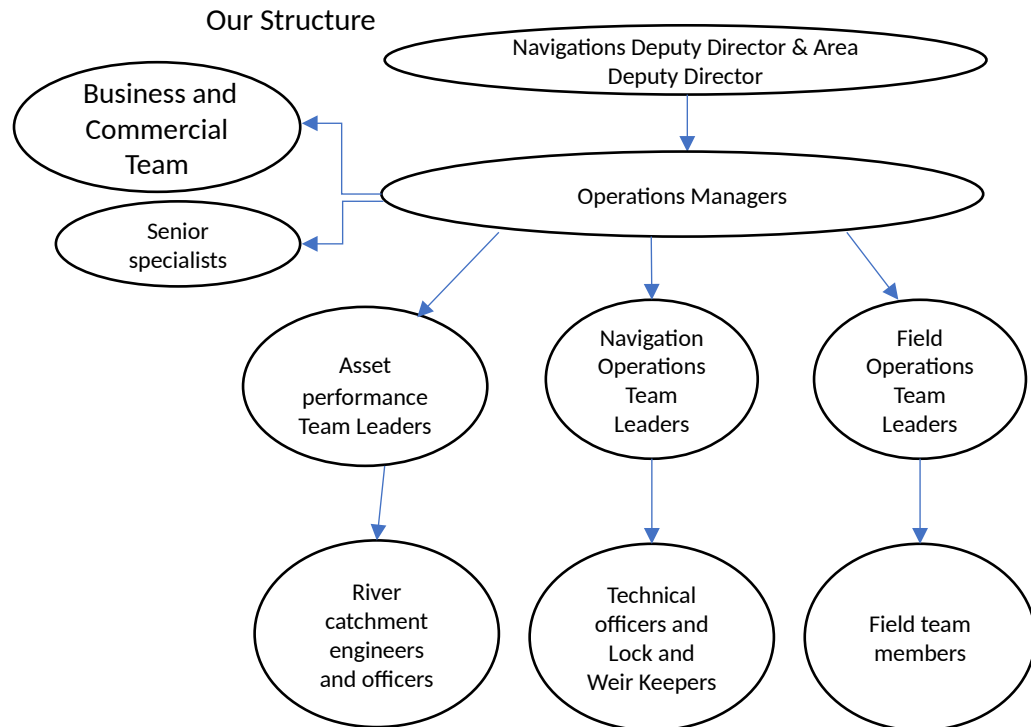 Our Structure
Navigations Deputy Director & Area
Deputy Director
Business and
Commercial
Team
Operations Managers
Senior
specialists
Asset
performance
Team Leaders
Navigation
Operations
Team
Leaders
Field
Operations
Team
Leaders
River
catchment
engineers
and officers
Technical
officers and
Lock and
Weir Keepers
Field team
members